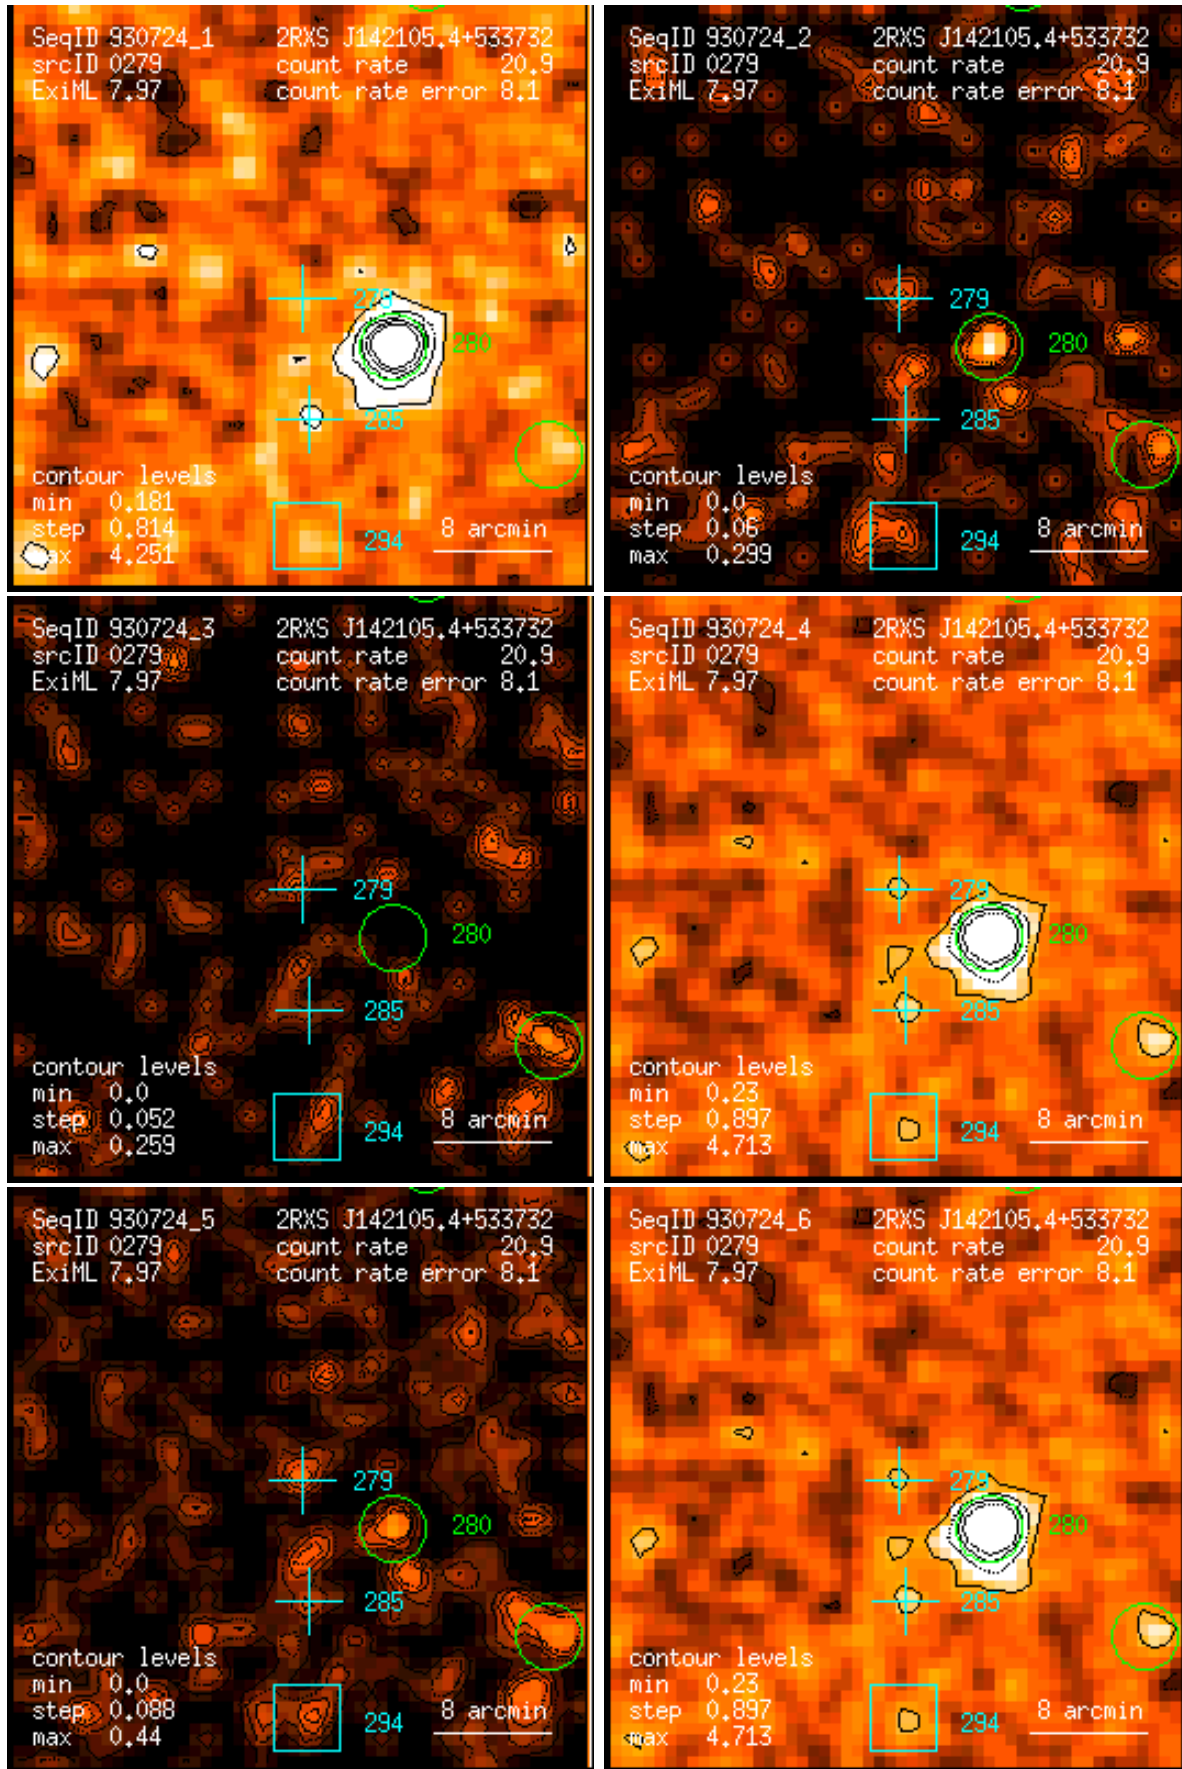 SeqID 930724_1 2RXS J142105.4+533732
srcID 0279 count rate 20.9
ExiML 7.97 count rate error 8.1
279
280
285
contour levels
min 0.181
step 0.814 8 arcmin
max 4.251 294
SeqID 930724_2 2RXS J142105.4+533732
srcID 0279 count rate 20.9
ExiML 7.97 count rate error 8.1
279
280
285
contour levels
min 0.0
step 0.06 8 arcmin
max 0.299 294
SeqID 930724_3 2RXS J142105.4+533732
srcID 0279 count rate 20.9
ExiML 7.97 count rate error 8.1
279
280
285
contour levels
min 0.0
step 0.052 8 arcmin
max 0.259 294
SeqID 930724_4 2RXS J142105.4+533732
srcID 0279 count rate 20.9
ExiML 7.97 count rate error 8.1
279
280
285
contour levels
min 0.23
step 0.897 8 arcmin
max 4.713 294
SeqID 930724_5 2RXS J142105.4+533732
srcID 0279 count rate 20.9
ExiML 7.97 count rate error 8.1
279
280
285
contour levels
min 0.0
step 0.088 8 arcmin
max 0.44 294
SeqID 930724_6 2RXS J142105.4+533732
srcID 0279 count rate 20.9
ExiML 7.97 count rate error 8.1
279
280
285
contour levels
min 0.23
step 0.897 8 arcmin
max 4.713 294